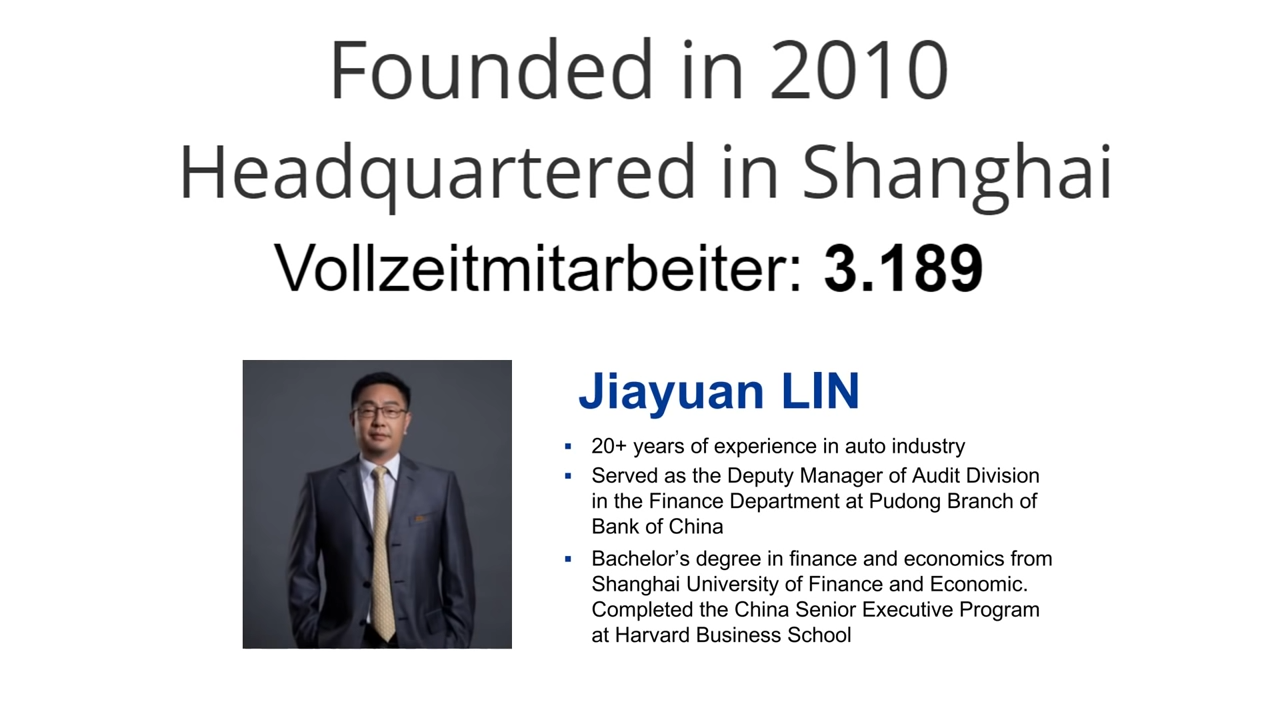 Founded in 2010
Headquartered in Shanghai
Vollzeitmitarbeiter: 3.189
Jiayuan LIN
▪ 20+ years of experience in auto industry
▪ Served as the Deputy Manager of Audit Division
in the Finance Department at Pudong Branch of
Bank of China
▪ Bachelor’s degree in finance and economics from
Shanghai University of Finance and Economic.
Completed the China Senior Executive Program
at Harvard Business School